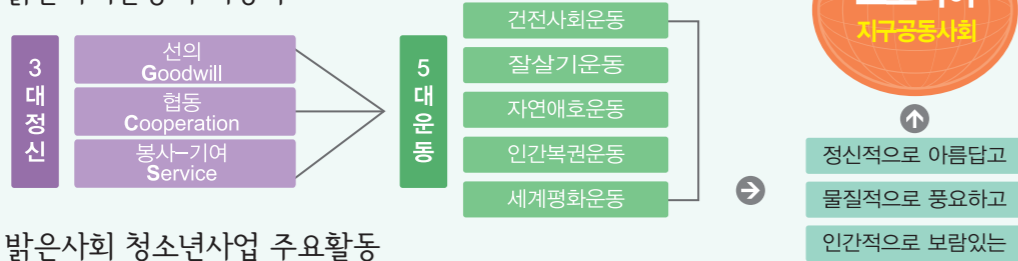 3대정신
선의
Goodwill
협동
Cooperation
봉사-기여
Service
5대운동
건전사회운동
잘살기운동
자연애호운동
인간복권운동
세계평화운동
지구공동사회
정신적으로 아름답고
물질적으로 풍요하고
인간적으로 보람있는
밝은사회 청소년사업 주요활동